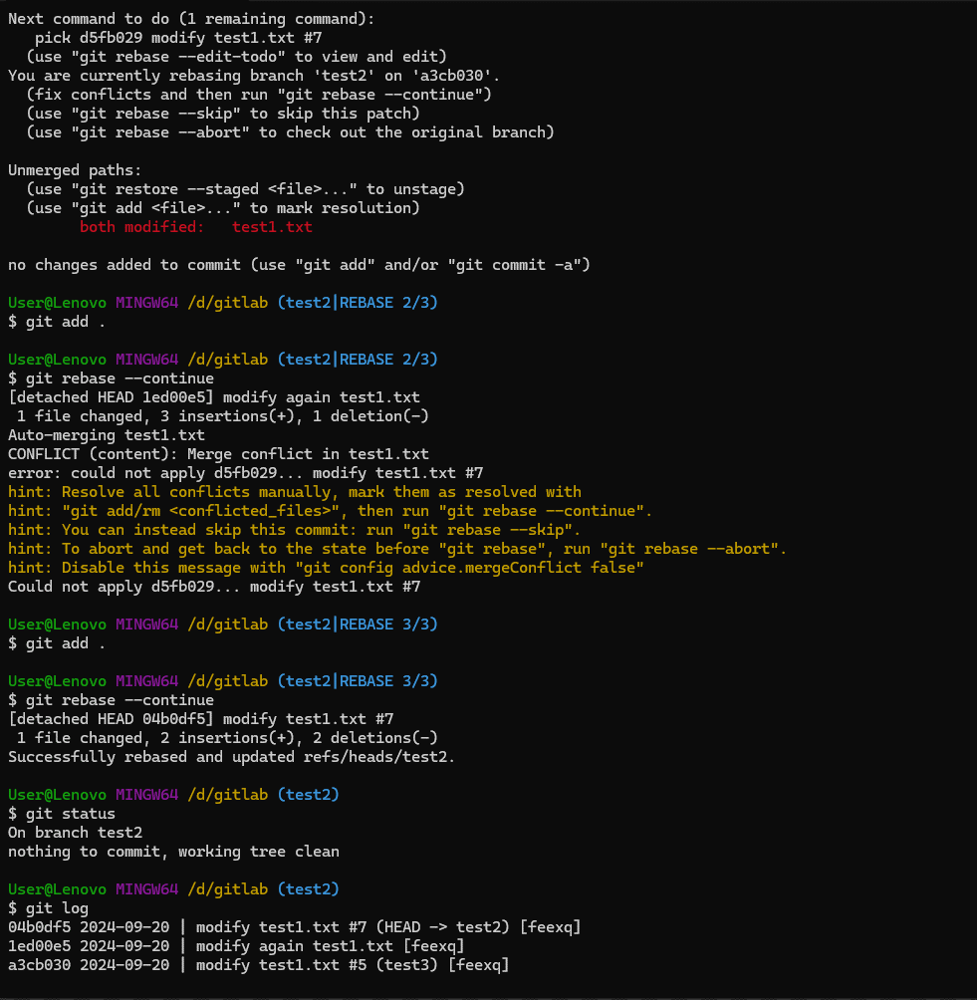 Next command to do (1 remaining command):
   pick d5fb029 modify test1.txt #7
  (use "git rebase --edit-todo" to view and edit)
You are currently rebasing branch 'test2' on 'a3cb030'.
  (fix conflicts and then run "git rebase --continue")
  (use "git rebase --skip" to skip this patch)
  (use "git rebase --abort" to check out the original branch)

Unmerged paths:
  (use "git restore --staged <file>..." to unstage)
  (use "git add <file>..." to mark resolution)
        both modified:   test1.txt

no changes added to commit (use "git add" and/or "git commit -a")

User@Lenovo MINGW64 /d/gitlab (test2|REBASE 2/3)
$ git add .

User@Lenovo MINGW64 /d/gitlab (test2|REBASE 2/3)
$ git rebase --continue
[detached HEAD 1ed00e5] modify again test1.txt
 1 file changed, 3 insertions(+), 1 deletion(-)
Auto-merging test1.txt
CONFLICT (content): Merge conflict in test1.txt
error: could not apply d5fb029... modify test1.txt #7
hint: Resolve all conflicts manually, mark them as resolved with
hint: "git add/rm <conflicted_files>", then run "git rebase --continue".
hint: You can instead skip this commit: run "git rebase --skip".
hint: To abort and get back to the state before "git rebase", run "git rebase --abort".
hint: Disable this message with "git config advice.mergeConflict false"
Could not apply d5fb029... modify test1.txt #7

User@Lenovo MINGW64 /d/gitlab (test2|REBASE 3/3)
$ git add .

User@Lenovo MINGW64 /d/gitlab (test2|REBASE 3/3)
$ git rebase --continue
[detached HEAD 04b0df5] modify test1.txt #7
 1 file changed, 2 insertions(+), 2 deletions(-)
Successfully rebased and updated refs/heads/test2.

User@Lenovo MINGW64 /d/gitlab (test2)
$ git status
On branch test2
nothing to commit, working tree clean

User@Lenovo MINGW64 /d/gitlab (test2)
$ git log
04b0df5 2024-09-20 | modify test1.txt #7 (HEAD -> test2) [feexq]
1ed00e5 2024-09-20 | modify again test1.txt [feexq]
a3cb030 2024-09-20 | modify test1.txt #5 (test3) [feexq]